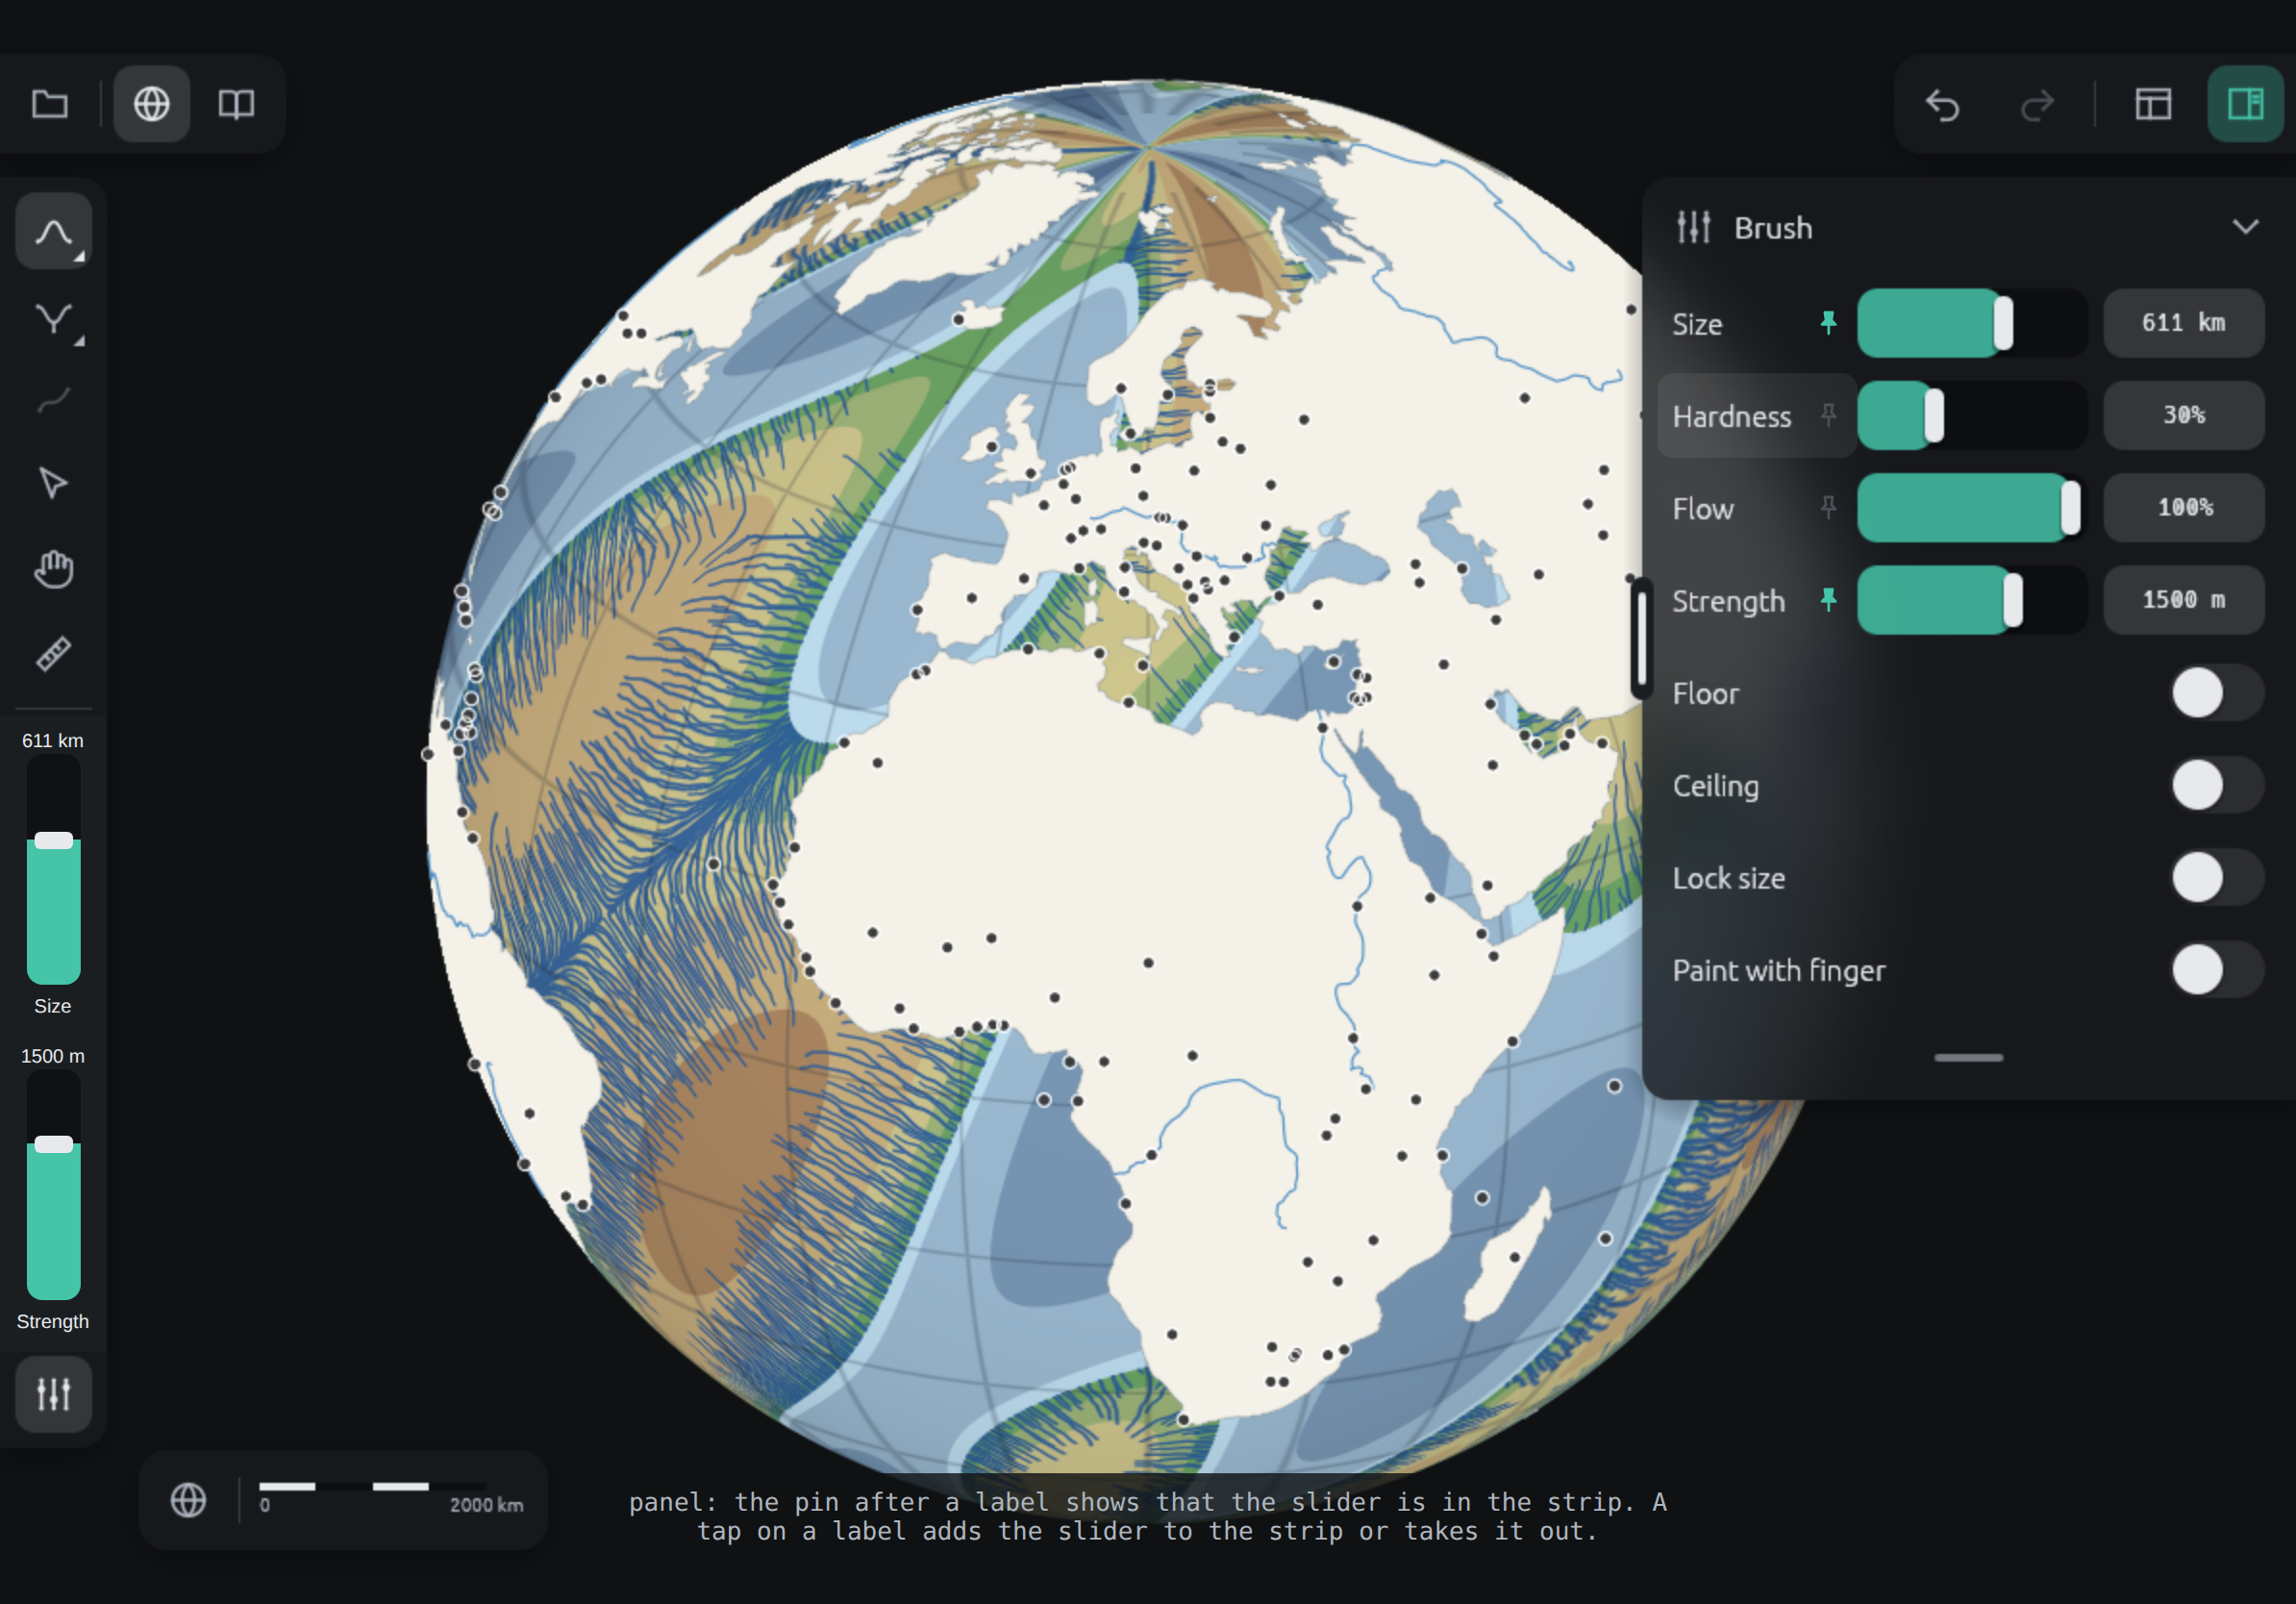 Brush
Size
611 km
Hardness
30%
Flow
100%
Strength
1500 m
Floor
Ceiling
Lock size
Paint with finger
611 km
Size
1500 m
Strength
0
2000 km
panel: the pin after a label shows that the slider is in the strip. A
tap on a label adds the slider to the strip or takes it out.